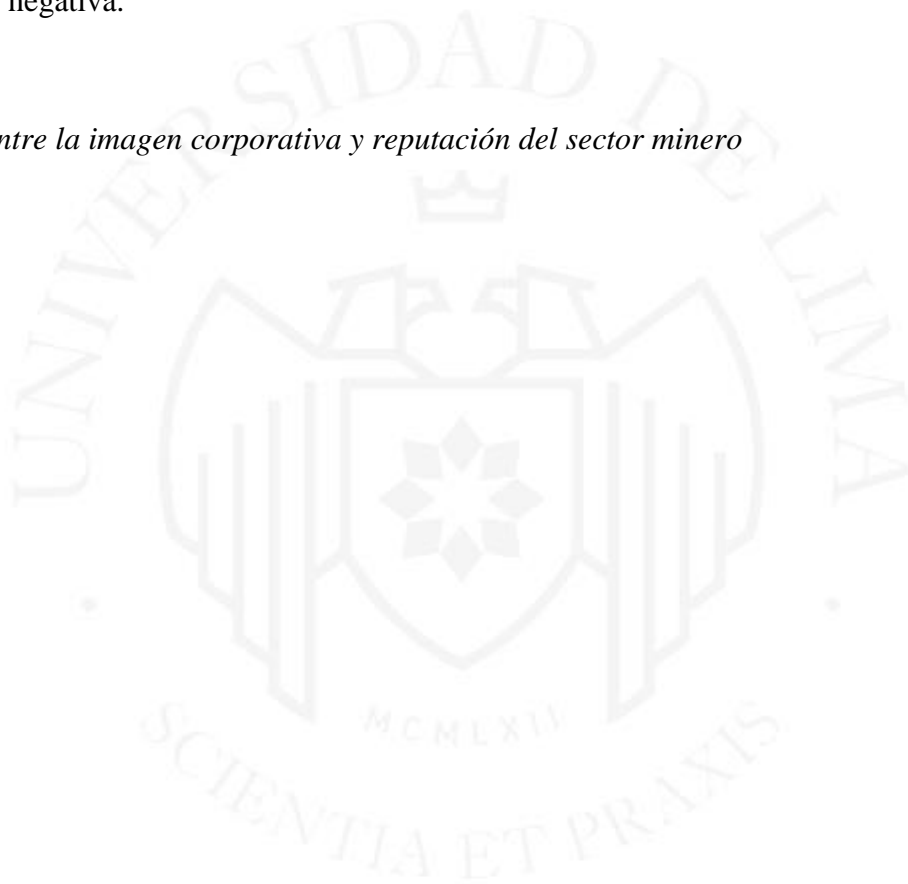 negativa.
ntre la imagen corporativa y reputación del sector minero
UNIVERSIDAD DE LIMA
MCMLXII
SCIENTIA ET PRAXIS